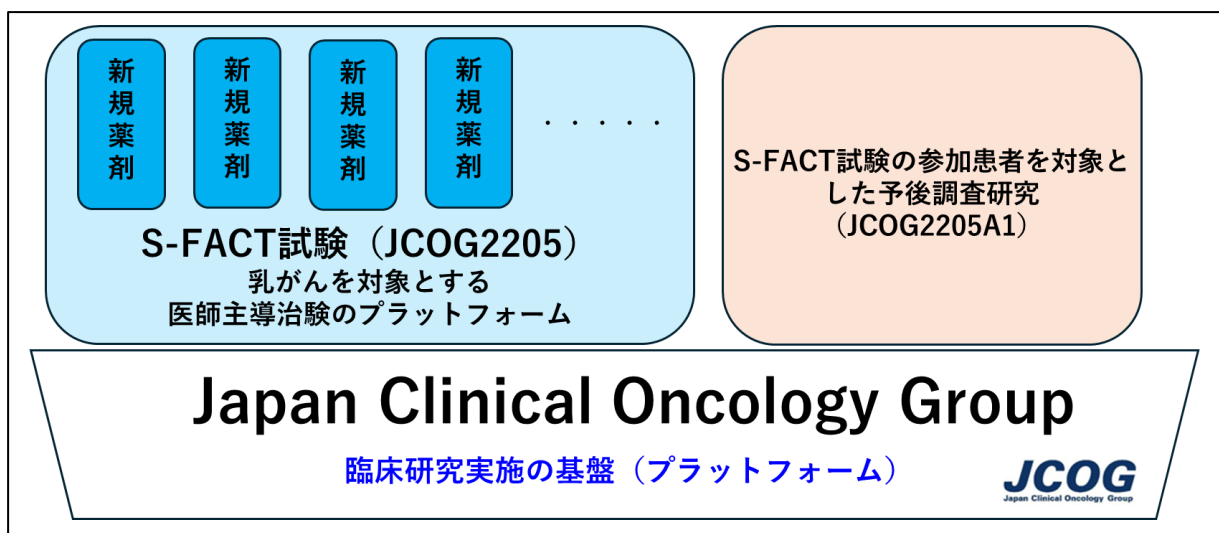 新規薬剤
新規薬剤
新規薬剤
新規薬剤
・・・・・
S-FACT試験（JCOG2205）
乳がんを対象とする
医師主導治験のプラットフォーム
S-FACT試験の参加患者を対象と
した予後調査研究
（JCOG2205A1）
Japan Clinical Oncology Group
臨床研究実施の基盤（プラットフォーム）
JCOG
Japan Clinical Oncology Group